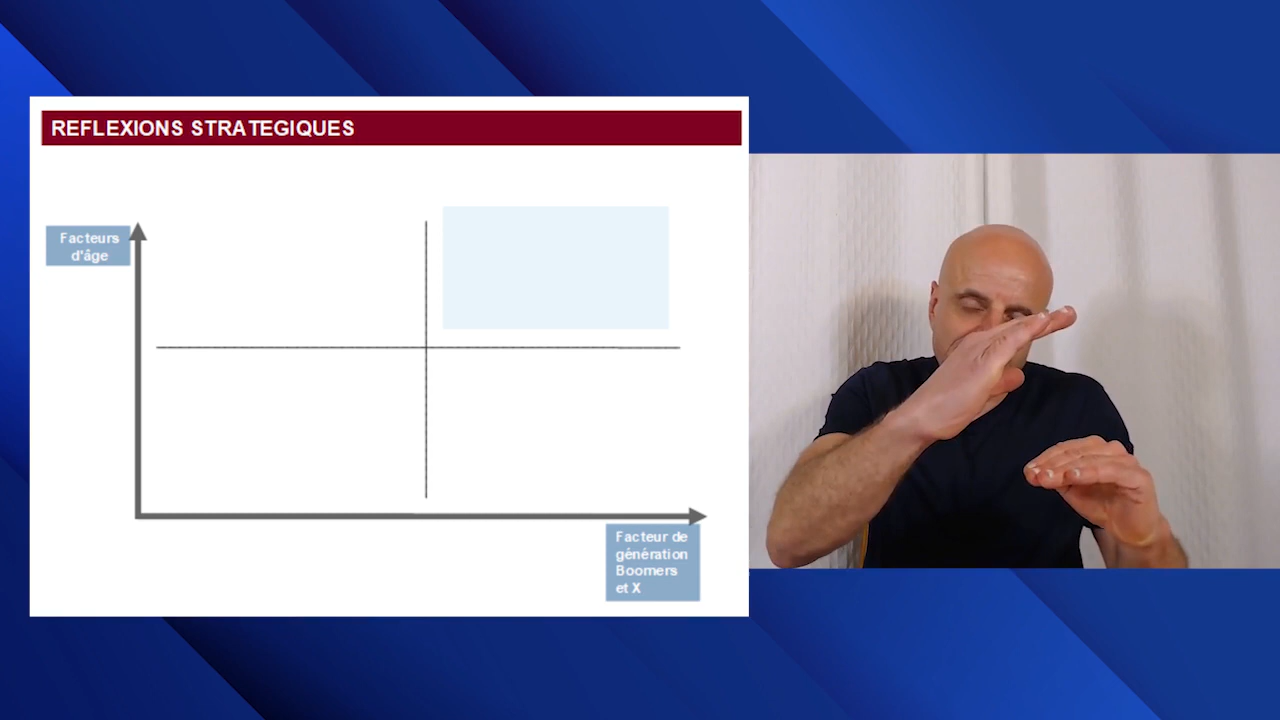 REFLEXIONS STRATEGIQUES
Facteurs
d'âge
Facteur de
génération
Boomers
et X